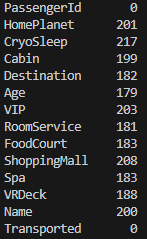 PassengerId 0
HomePlanet 201
CryoSleep 217
Cabin 199
Destination 182
Age 179
VIP 203
RoomService 181
FoodCourt 183
ShoppingMall 208
Spa 183
VRDeck 188
Name 200
Transported 0